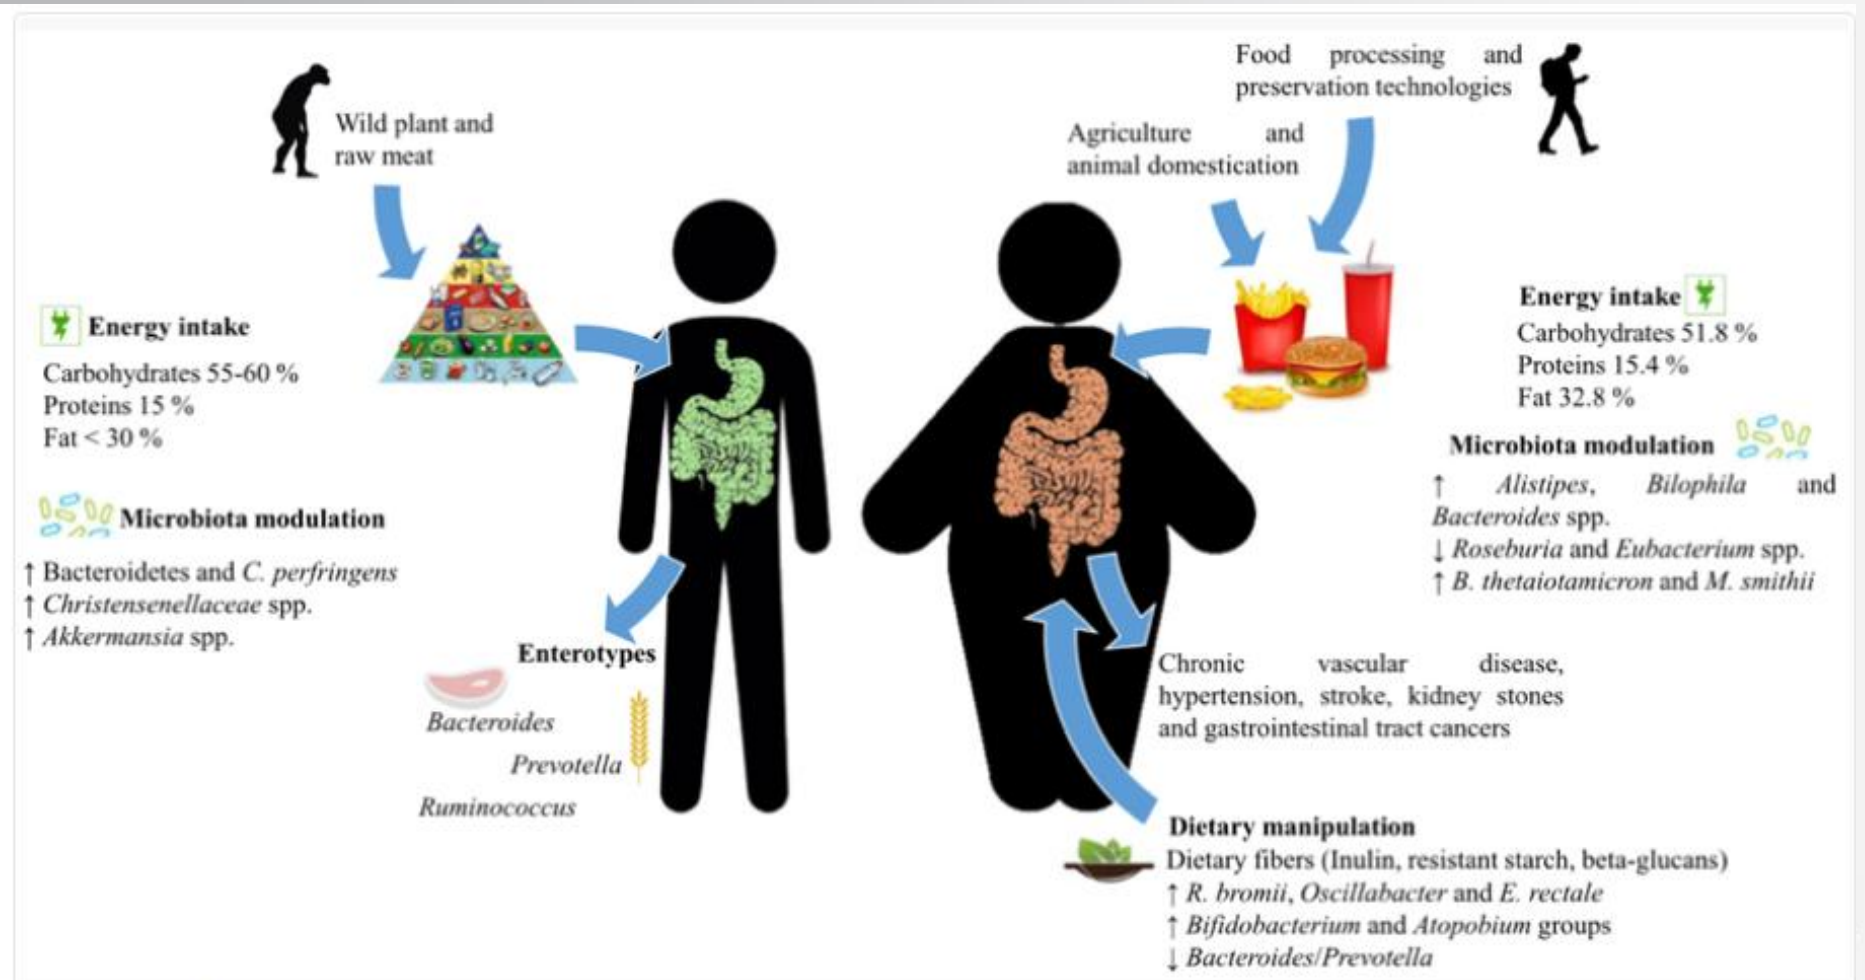 Wild plant and
raw meat
Energy intake
Carbohydrates 55-60 %
Proteins 15 %
Fat < 30 %
Microbiota modulation
↑ Bacteroidetes and C. perfringens
↑ Christensenellaceae spp.
↑ Akkermansia spp.
Enterotypes
Bacteroides
Prevotella
Ruminococcus
Food processing and
preservation technologies
Agriculture and
animal domestication
Energy intake
Carbohydrates 51.8 %
Proteins 15.4 %
Fat 32.8 %
Microbiota modulation
↑ Alistipes, Bilophila and
Bacteroides spp.
↓ Roseburia and Eubacterium spp.
↑ B. thetaiotamicron and M. smithii
Chronic vascular disease,
hypertension, stroke, kidney stones
and gastrointestinal tract cancers
Dietary manipulation
Dietary fibers (Inulin, resistant starch, beta-glucans)
↑ R. bromii, Oscillabacter and E. rectale
↑ Bifidobacterium and Atopobium groups
↓ Bacteroides/Prevotella